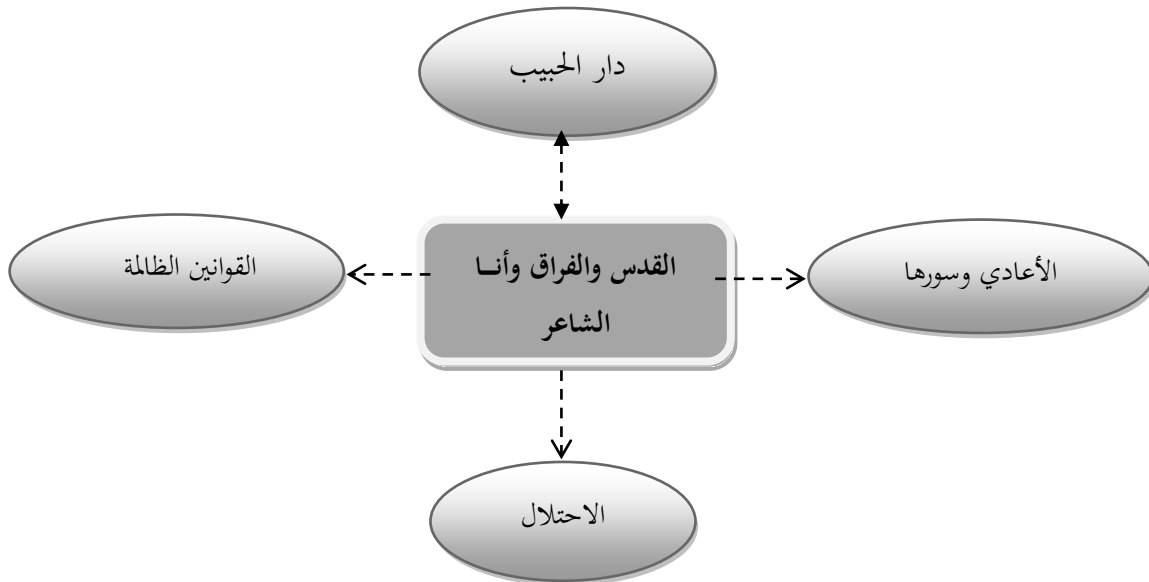 دار الحبيب
الأعادي وسورها
القدس والفراق وأنـا
الشاعر
القوانين الظالمة
الاحتلال